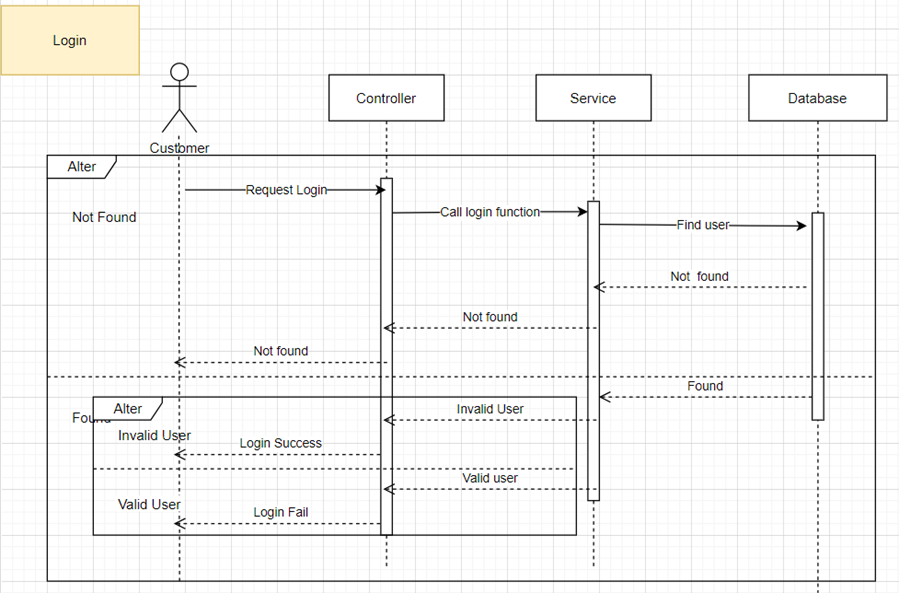 Login
Customer
Controller
Service
Database
Alter
Request Login
Not Found
Call login function
Find user
Not found
Not found
Not found
Found
Found
Alter
Invalid User
Invalid User
Login Success
Valid user
Valid User
Login Fail